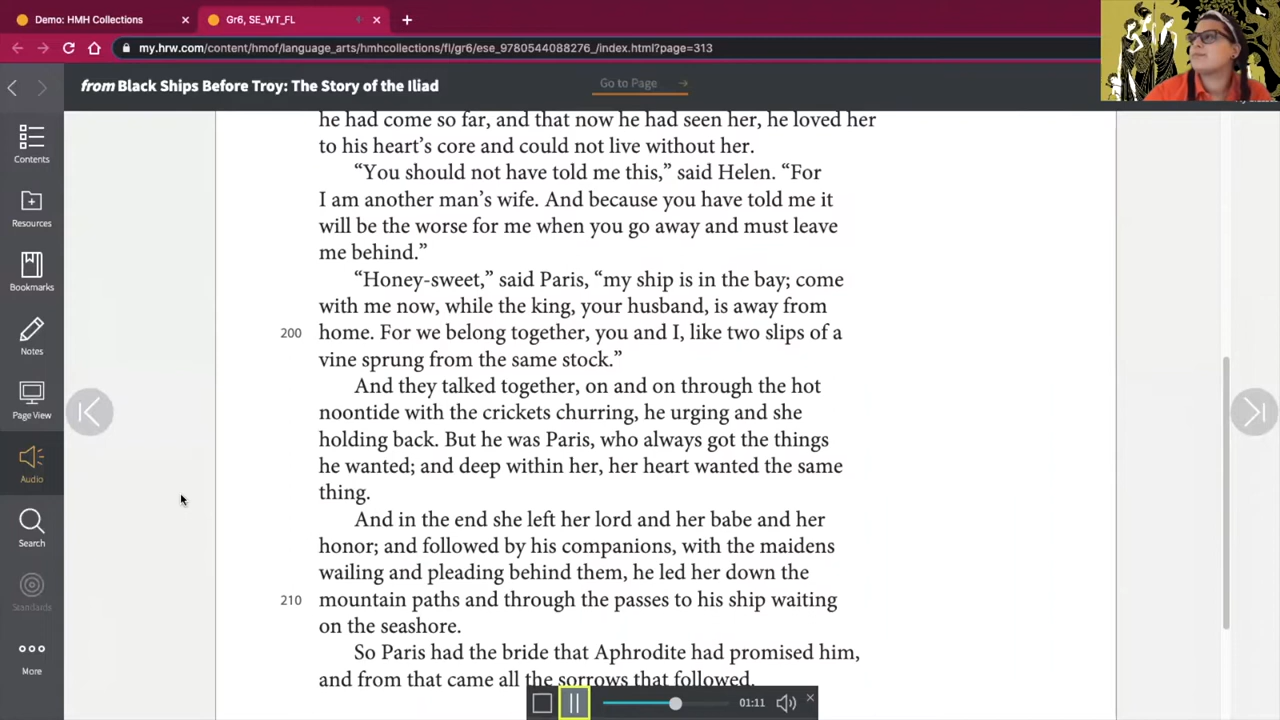 Demo: HMH Collections
Gr6, SE_WT_FL
my.hrw.com/content/hmof/language_arts/hmhcollections/fl/gr6/ese_9780544088276_/index.html?page=313
from Black Ships Before Troy: The Story of the Iliad
Go to Page
Contents
Resources
Bookmarks
Notes
Page View
Audio
Search
Standards
More
he had come so far, and that now he had seen her, he loved her
to his heart's core and could not live without her.
“You should not have told me this,” said Helen. “For
I am another man's wife. And because you have told me it
will be the worse for me when you go away and must leave
me behind.”
“Honey-sweet,” said Paris, “my ship is in the bay; come
with me now, while the king, your husband, is away from
200 home. For we belong together, you and I, like two slips of a
vine sprung from the same stock.”
And they talked together, on and on through the hot
noontide with the crickets churring, he urging and she
holding back. But he was Paris, who always got the things
he wanted; and deep within her, her heart wanted the same
thing.
And in the end she left her lord and her babe and her
honor; and followed by his companions, with the maidens
wailing and pleading behind them, he led her down the
210 mountain paths and through the passes to his ship waiting
on the seashore.
So Paris had the bride that Aphrodite had promised him,
and from that came all the sorrows that followed.
01:11